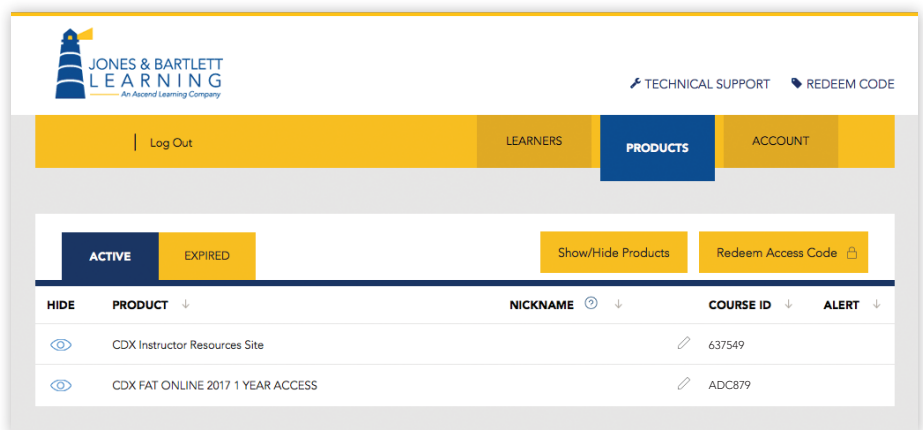 JONES & BARTLETT
LEARNING
An Ascend Learning Company
TECHNICAL SUPPORT REDEEM CODE
Log Out LEARNERS PRODUCTS ACCOUNT
ACTIVE EXPIRED Show/Hide Products Redeem Access Code
HIDE PRODUCT ↓ NICKNAME ? ↓ COURSE ID ↓ ALERT ↓
CDX Instructor Resources Site 637549
CDX FAT ONLINE 2017 1 YEAR ACCESS ADC879